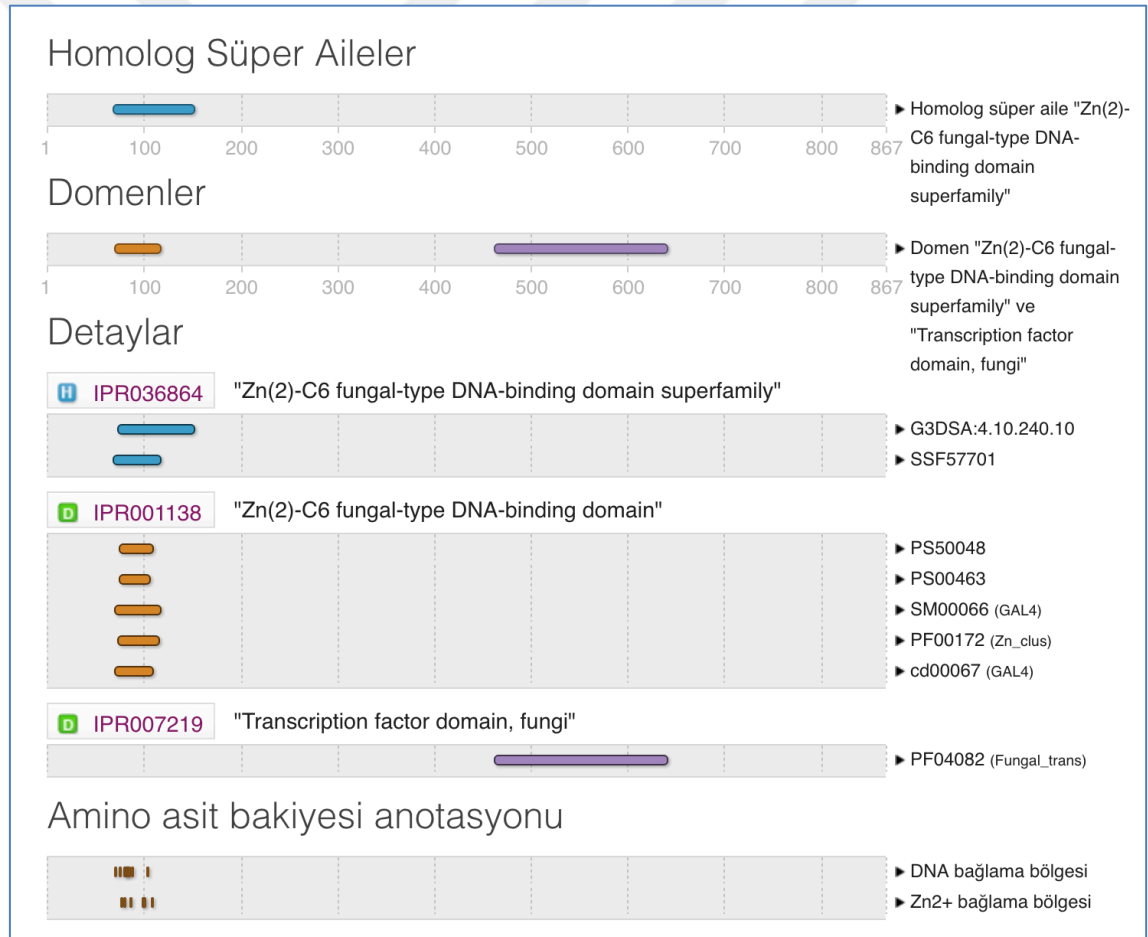 Homolog Süper Aileler
▶ Homolog süper aile "Zn(2)-
C6 fungal-type DNA-
binding domain
superfamily"
1 100 200 300 400 500 600 700 800 867
Domenler
▶ Domen "Zn(2)-C6 fungal-
type DNA-binding domain
superfamily" ve
"Transcription factor
domain, fungi"
1 100 200 300 400 500 600 700 800 867
Detaylar
H IPR036864 "Zn(2)-C6 fungal-type DNA-binding domain superfamily"
▶ G3DSA:4.10.240.10
▶ SSF57701
D IPR001138 "Zn(2)-C6 fungal-type DNA-binding domain"
▶ PS50048
▶ PS00463
▶ SM00066 (GAL4)
▶ PF00172 (Zn_clus)
▶ cd00067 (GAL4)
D IPR007219 "Transcription factor domain, fungi"
▶ PF04082 (Fungal_trans)
Amino asit bakiyesi anotasyonu
▶ DNA bağlama bölgesi
▶ Zn2+ bağlama bölgesi